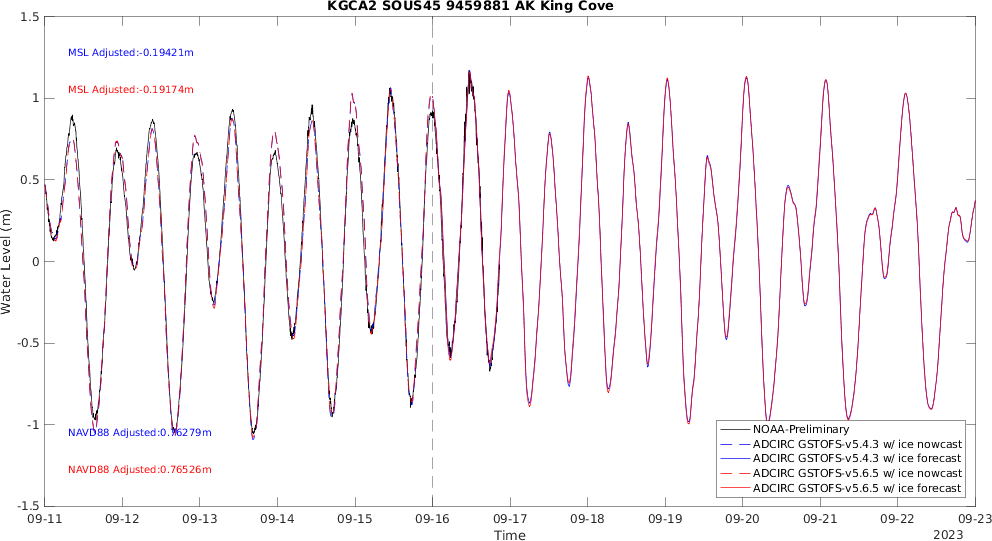 KGCA2 SOUS45 9459881 AK King Cove
1.5
1
0.5
0
-0.5
-1
-1.5
Water Level (m)
MSL Adjusted:-0.19421m
MSL Adjusted:-0.19174m
NAVD88 Adjusted:0.76279m
NAVD88 Adjusted:0.76526m
NOAA-Preliminary
ADCIRC GSTOFS-v5.4.3 w/ ice nowcast
ADCIRC GSTOFS-v5.4.3 w/ ice forecast
ADCIRC GSTOFS-v5.6.5 w/ ice nowcast
ADCIRC GSTOFS-v5.6.5 w/ ice forecast
09-11 09-12 09-13 09-14 09-15 09-16 09-17 09-18 09-19 09-20 09-21 09-22 09-23
Time
2023